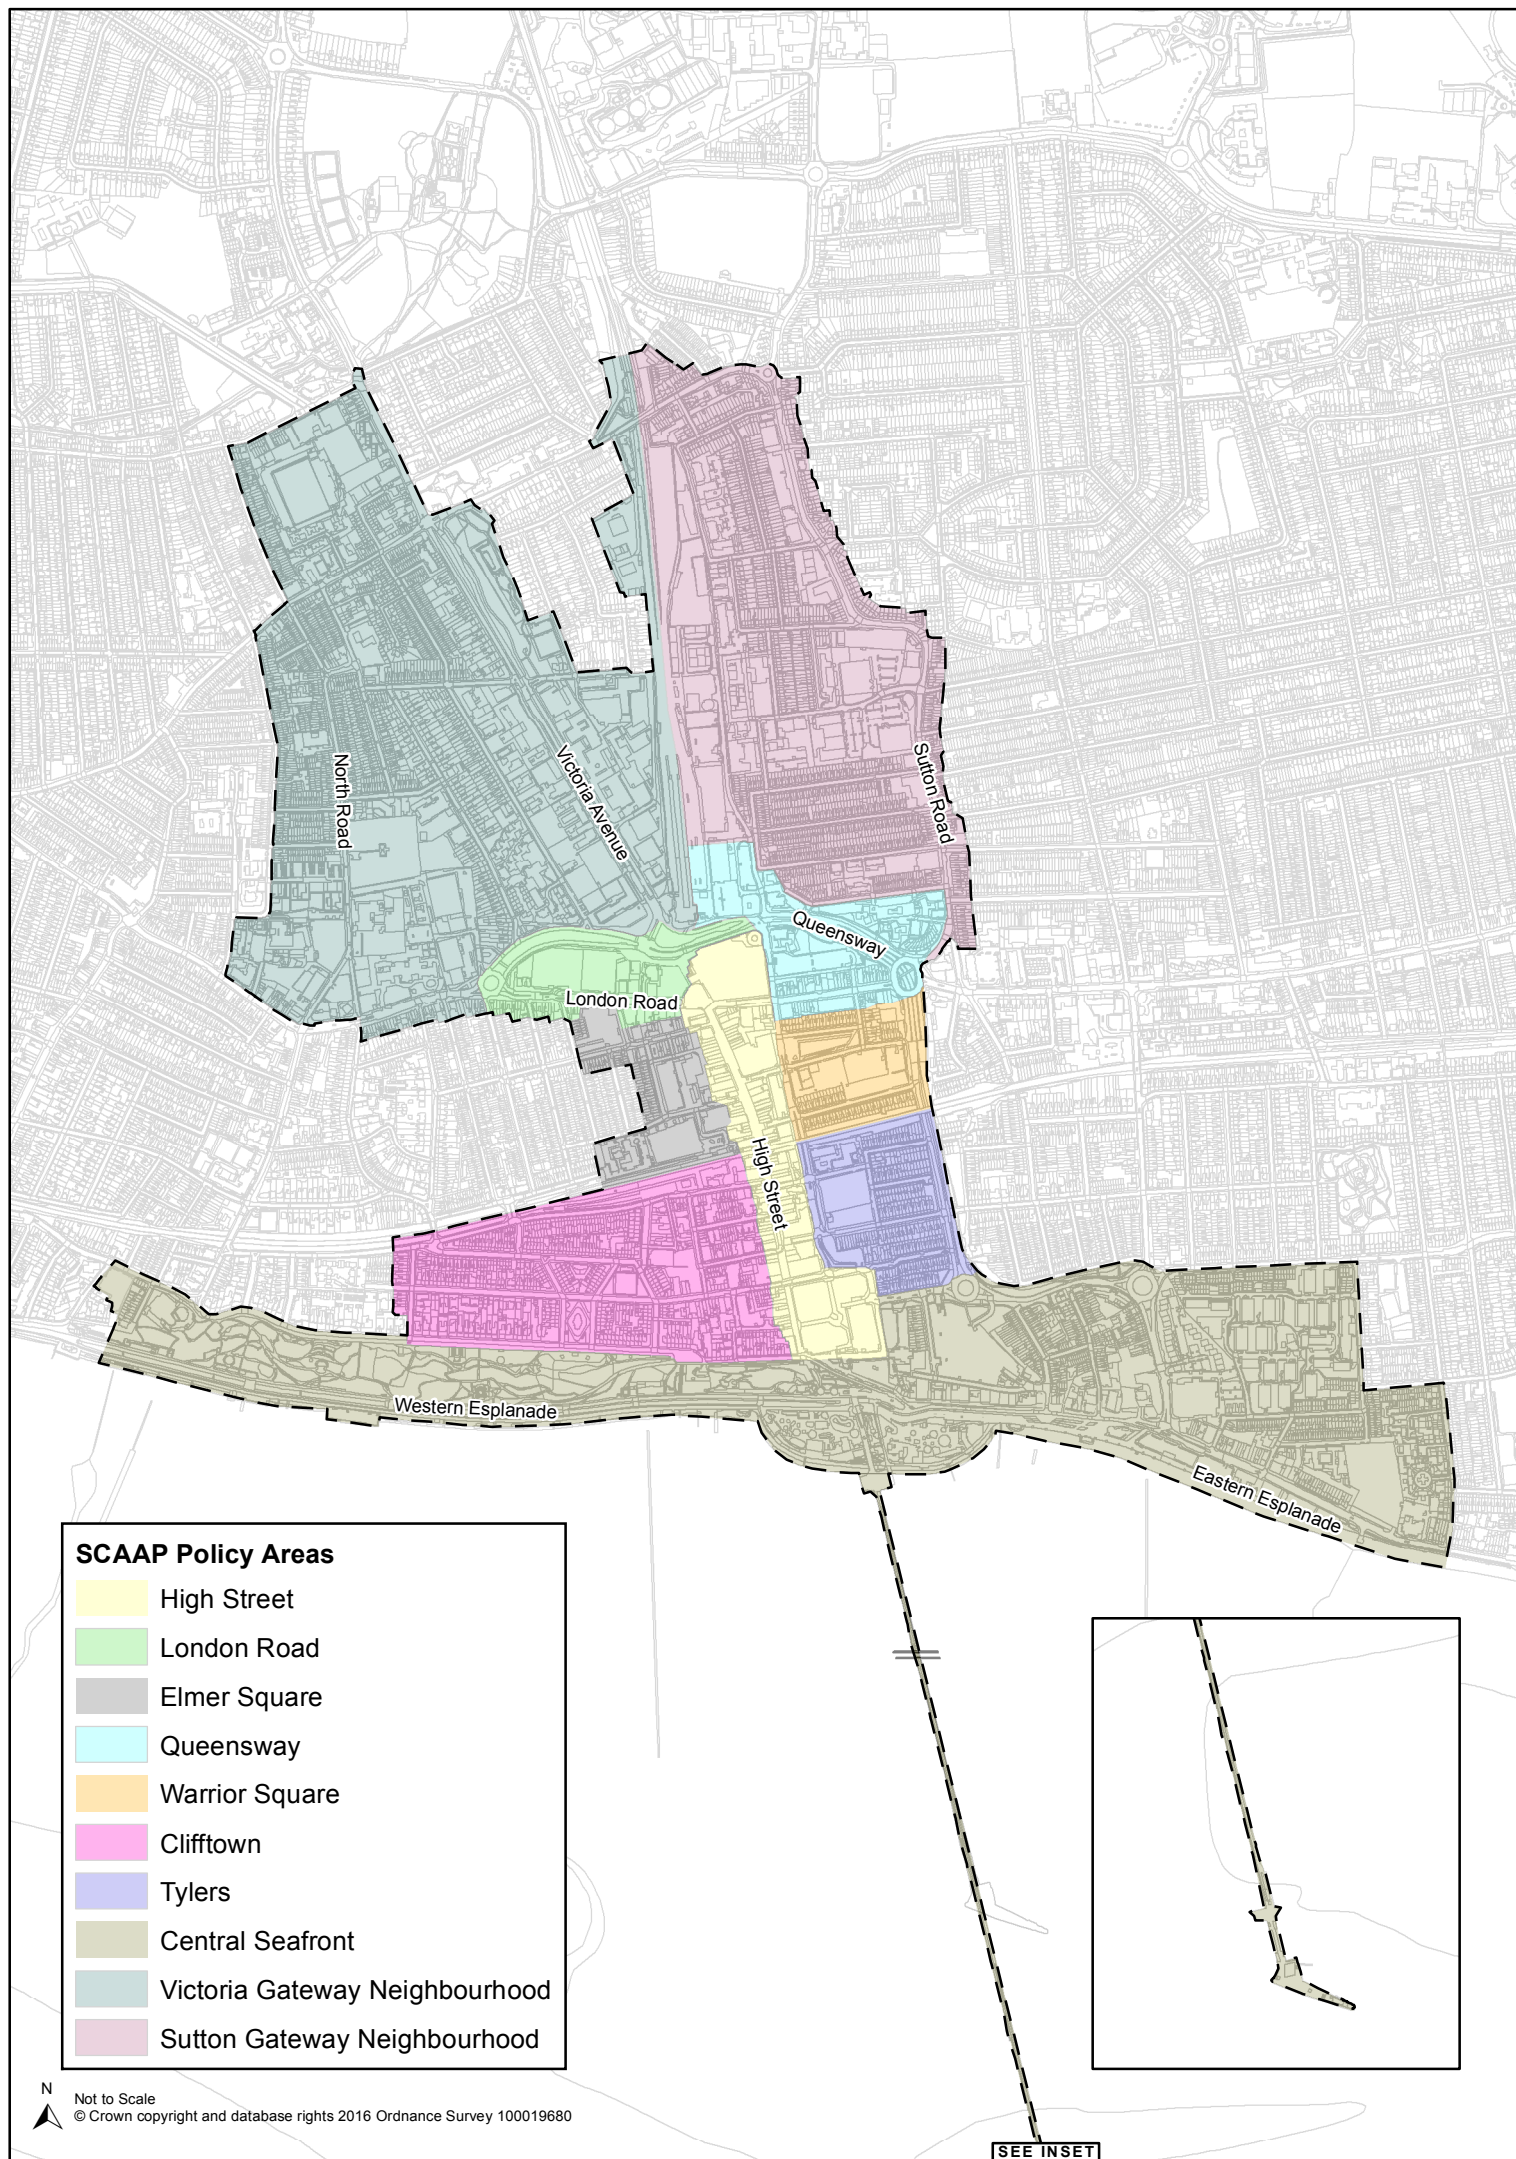 North Road
Victoria Avenue
Sutton Road
Queensway
London Road
High Street
Western Esplanade
Eastern Esplanade
SCAAP Policy Areas
High Street
London Road
Elmer Square
Queensway
Warrior Square
Clifftown
Tylers
Central Seafront
Victoria Gateway Neighbourhood
Sutton Gateway Neighbourhood
N
Not to Scale
© Crown copyright and database rights 2016 Ordnance Survey 100019680
SEE INSET